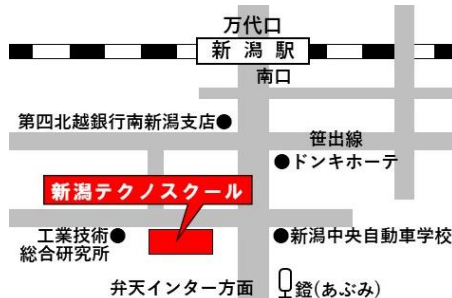 万代口
新潟駅
南口
第四北越銀行南新潟支店
笹出線
ドンキホーテ
新潟テクノスクール
工業技術
総合研究所
新潟中央自動車学校
弁天インター方面
鐙(あぶみ)